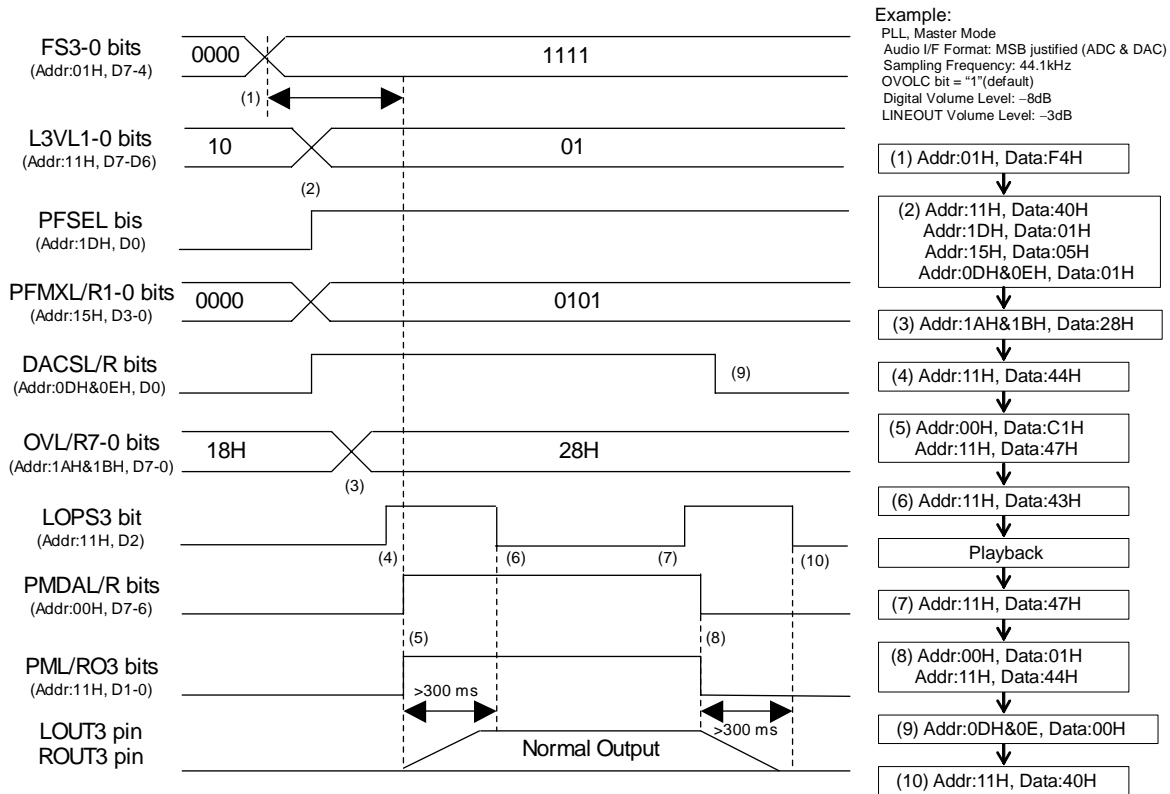 FS3-0 bits
(Addr:01H, D7-4)
0000
1111
(1)
L3VL1-0 bits
(Addr:11H, D7-D6)
10
01
(2)
PFSEL bis
(Addr:1DH, D0)
PFMXL/R1-0 bits
(Addr:15H, D3-0)
0000
0101
DACSL/R bits
(Addr:0DH&0EH, D0)
(9)
OVL/R7-0 bits
(Addr:1AH&1BH, D7-0)
18H
28H
(3)
LOPS3 bit
(Addr:11H, D2)
(4)
(6)
(7)
(10)
PMDAL/R bits
(Addr:00H, D7-6)
(5)
(8)
PML/RO3 bits
(Addr:11H, D1-0)
>300 ms
>300 ms
LOUT3 pin
ROUT3 pin
Normal Output
Example:
PLL, Master Mode
Audio I/F Format: MSB justified (ADC & DAC)
Sampling Frequency: 44.1kHz
OVOLC bit = “1”(default)
Digital Volume Level: −8dB
LINEOUT Volume Level: −3dB
(1) Addr:01H, Data:F4H
(2) Addr:11H, Data:40H
Addr:1DH, Data:01H
Addr:15H, Data:05H
Addr:0DH&0EH, Data:01H
(3) Addr:1AH&1BH, Data:28H
(4) Addr:11H, Data:44H
(5) Addr:00H, Data:C1H
Addr:11H, Data:47H
(6) Addr:11H, Data:43H
Playback
(7) Addr:11H, Data:47H
(8) Addr:00H, Data:01H
Addr:11H, Data:44H
(9) Addr:0DH&0E, Data:00H
(10) Addr:11H, Data:40H